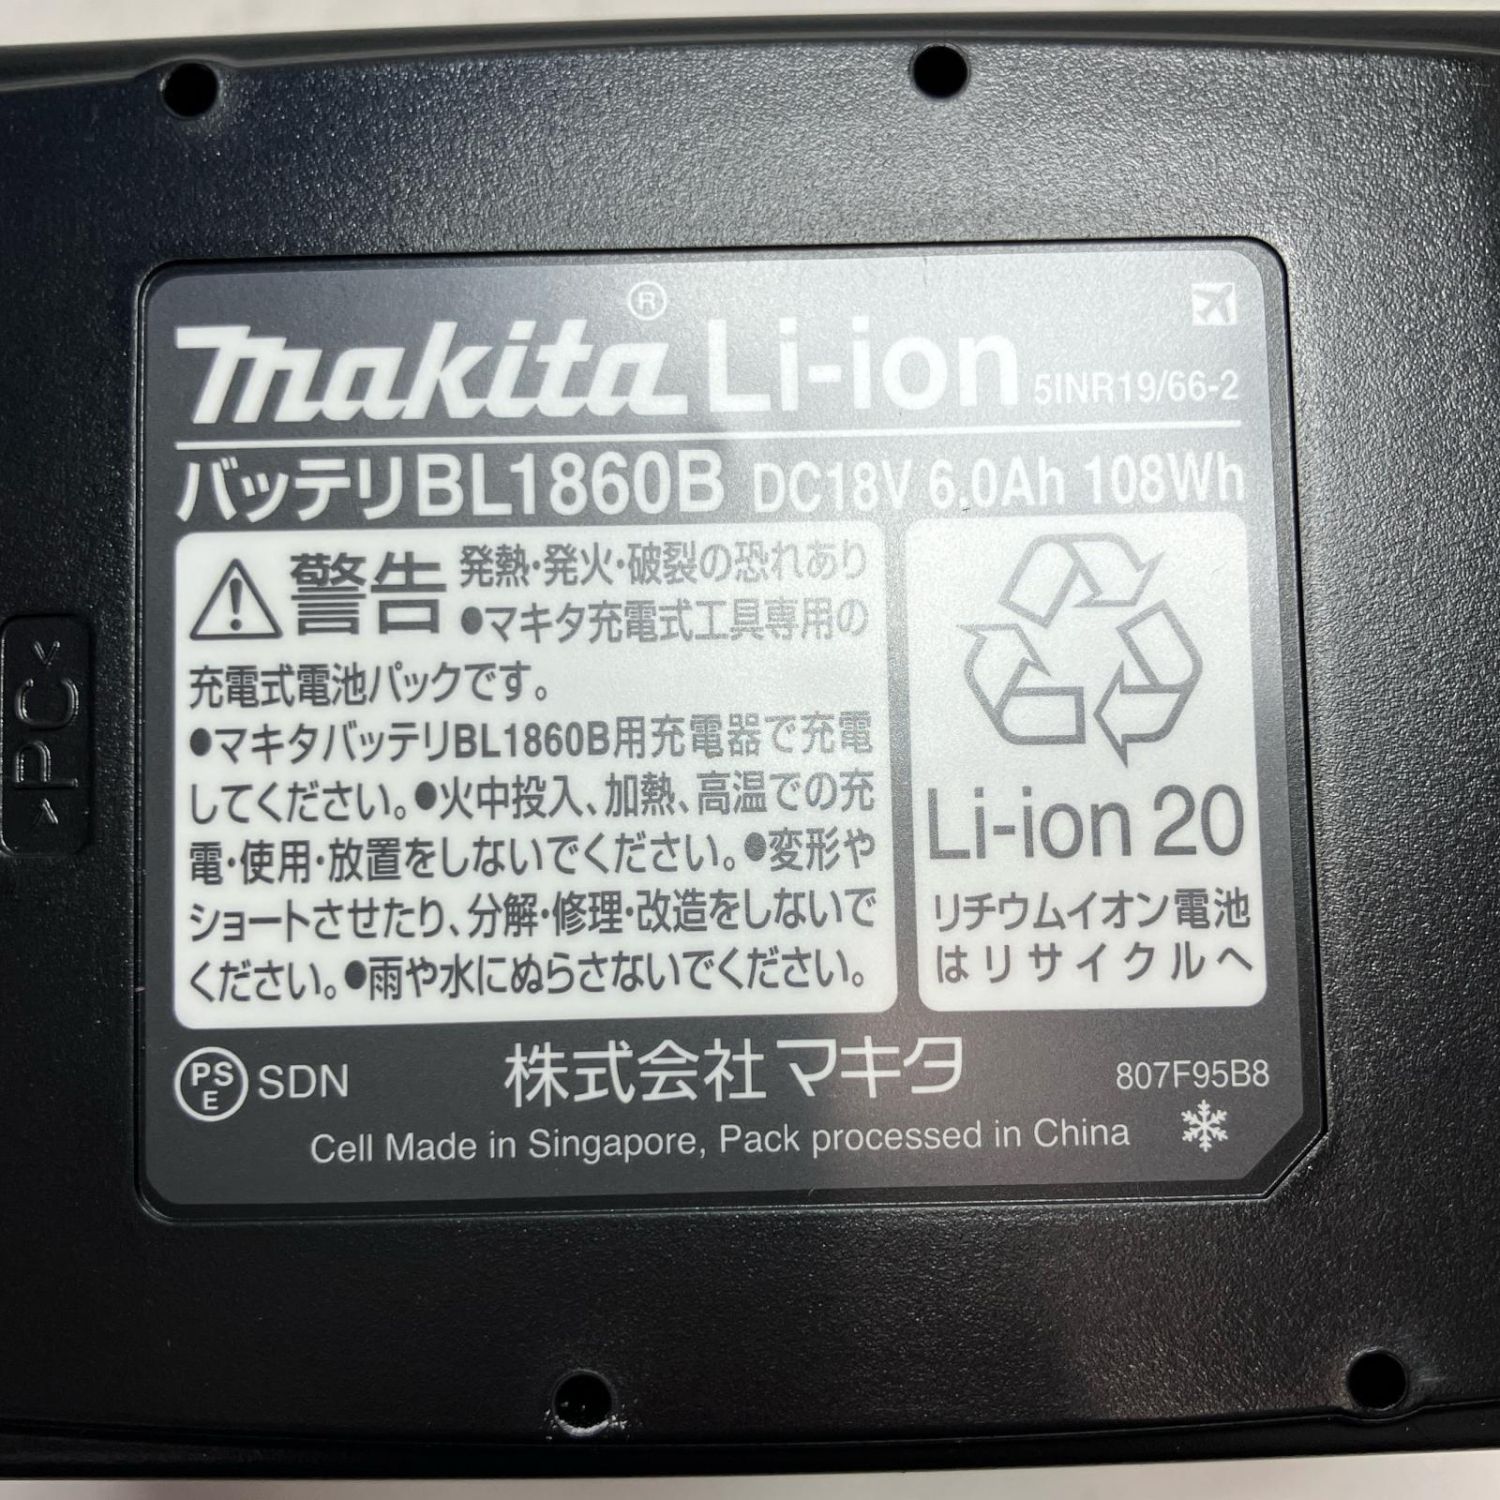 makita® Li-ion 5INR19/66-2
バッテリBL1860B DC18V 6.0Ah 108Wh
警告 発熱・発火・破裂の恐れあり
●マキタ充電式工具専用の
充電式電池パックです。
●マキタバッテリBL1860B用充電器で充電
してください。●火中投入、加熱、高温での充
電・使用・放置をしないでください。●変形や
ショートさせたり、分解・修理・改造をしないで
ください。●雨や水にぬらさないでください。
Li-ion 20
リチウムイオン電池
はリサイクルへ
PS
E
SDN
株式会社マキタ
807F95B8
Cell Made in Singapore, Pack processed in China
>PC<